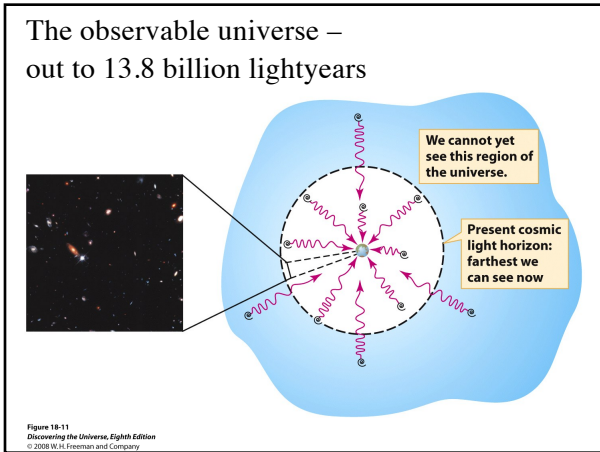 The observable universe –
out to 13.8 billion lightyears
We cannot yet
see this region of
the universe.
Present cosmic
light horizon:
farthest we
can see now
Figure 18-11
Discovering the Universe, Eighth Edition
© 2008 W. H. Freeman and Company